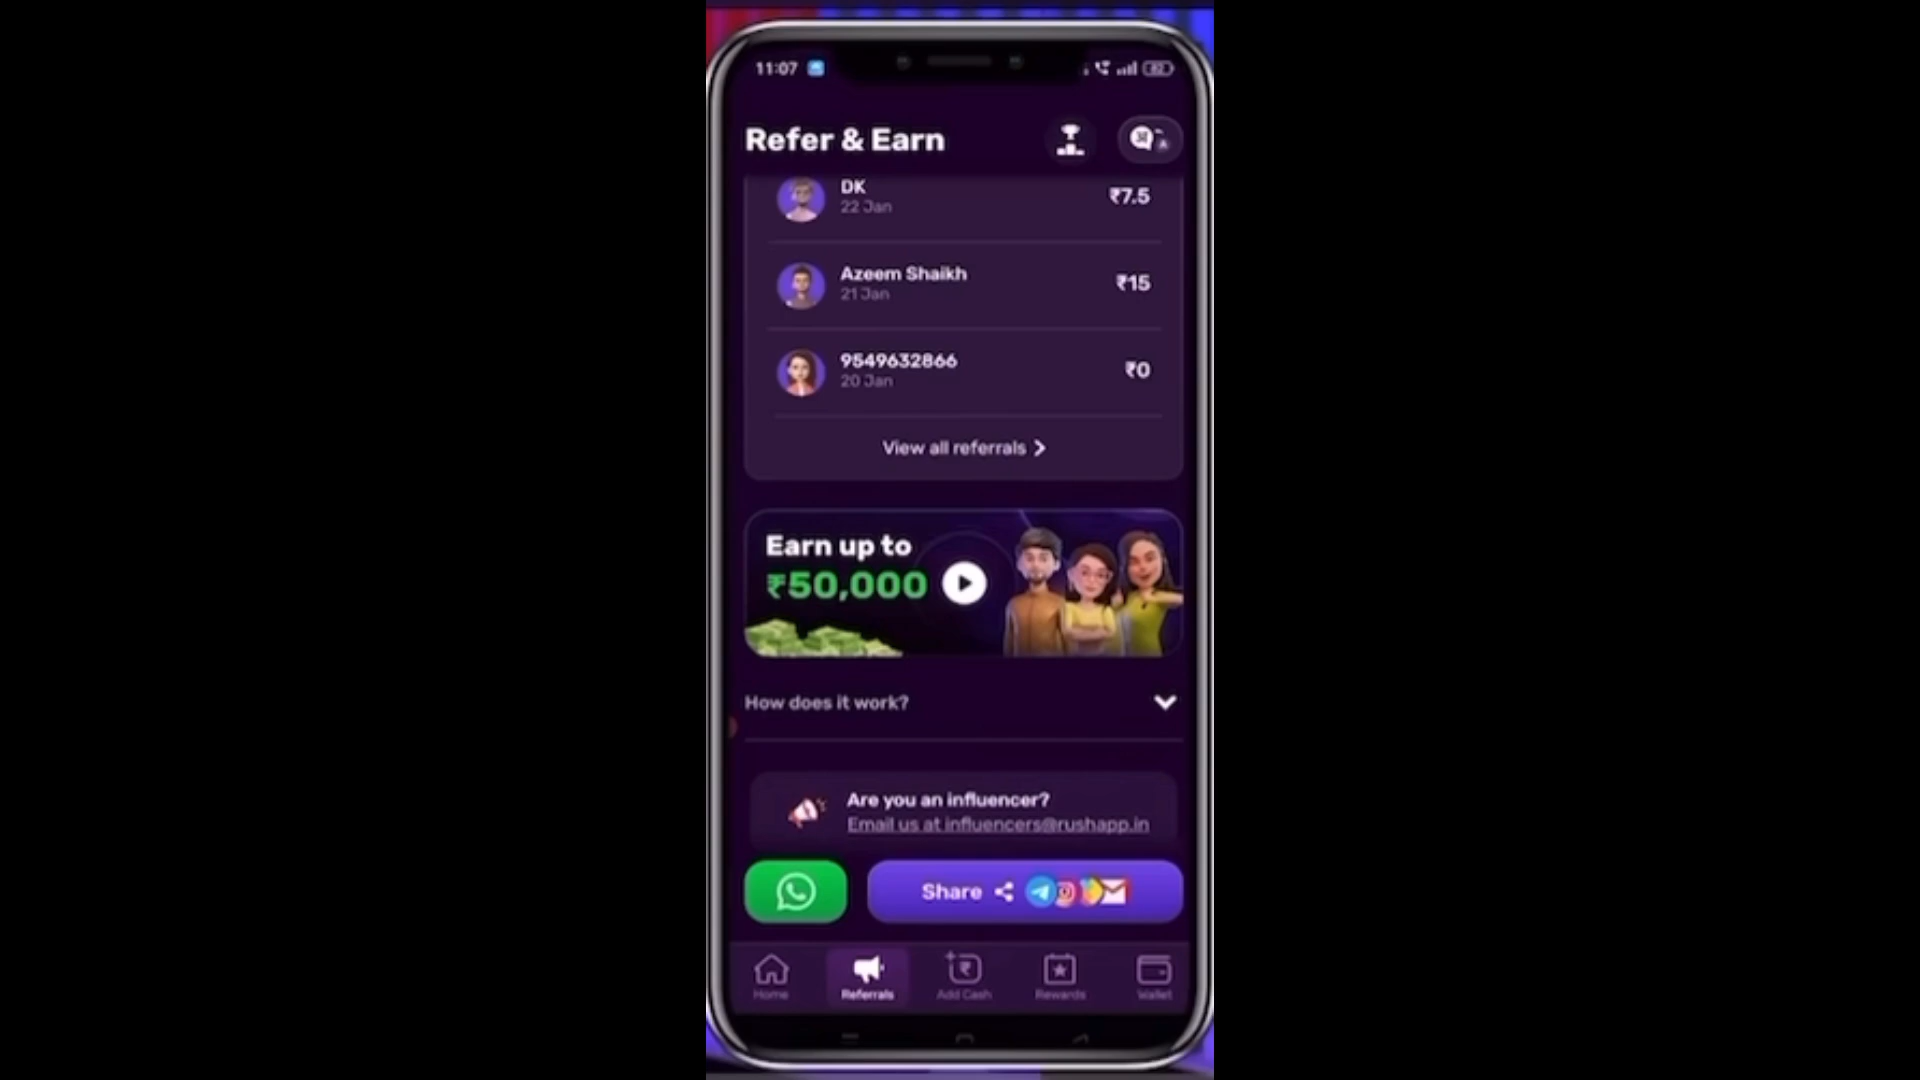 11:07
82
Refer & Earn
DK
22 Jan
₹7.5
Azeem Shaikh
21 Jan
₹15
9549632866
20 Jan
₹0
View all referrals
Earn up to
₹50,000
How does it work?
Are you an influencer?
Email us at influencers@rushapp.in
Share
Home
Referrals
Add Cash
Rewards
Wallet